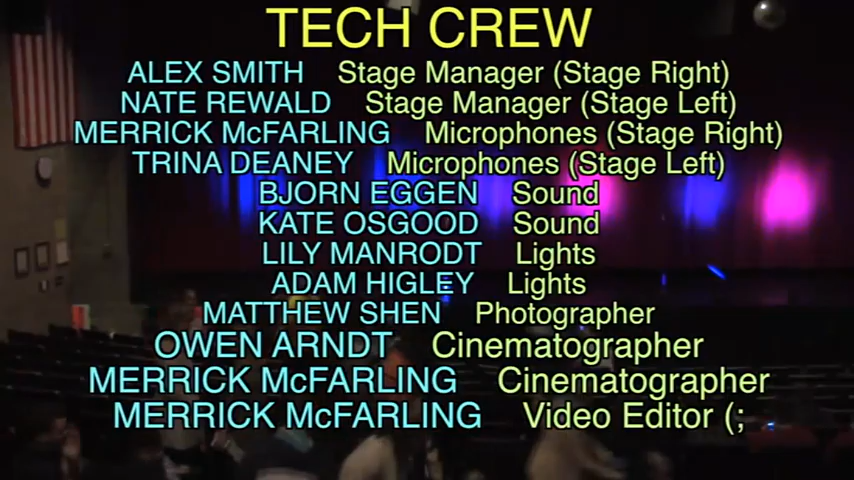 TECH CREW
ALEX SMITH Stage Manager (Stage Right)
NATE REWALD Stage Manager (Stage Left)
MERRICK McFARLING Microphones (Stage Right)
TRINA DEANEY Microphones (Stage Left)
BJORN EGGEN Sound
KATE OSGOOD Sound
LILY MANRODT Lights
ADAM HIGLEY Lights
MATTHEW SHEN Photographer
OWEN ARNDT Cinematographer
MERRICK McFARLING Cinematographer
MERRICK McFARLING Video Editor (;